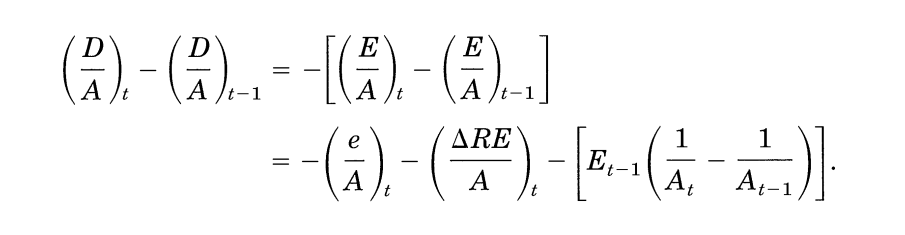 (D/A)_t − (D/A)_{t−1} = −[(E/A)_t − (E/A)_{t−1}]
= −(e/A)_t − (ΔRE/A)_t − [E_{t−1}(1/A_t − 1/A_{t−1})].